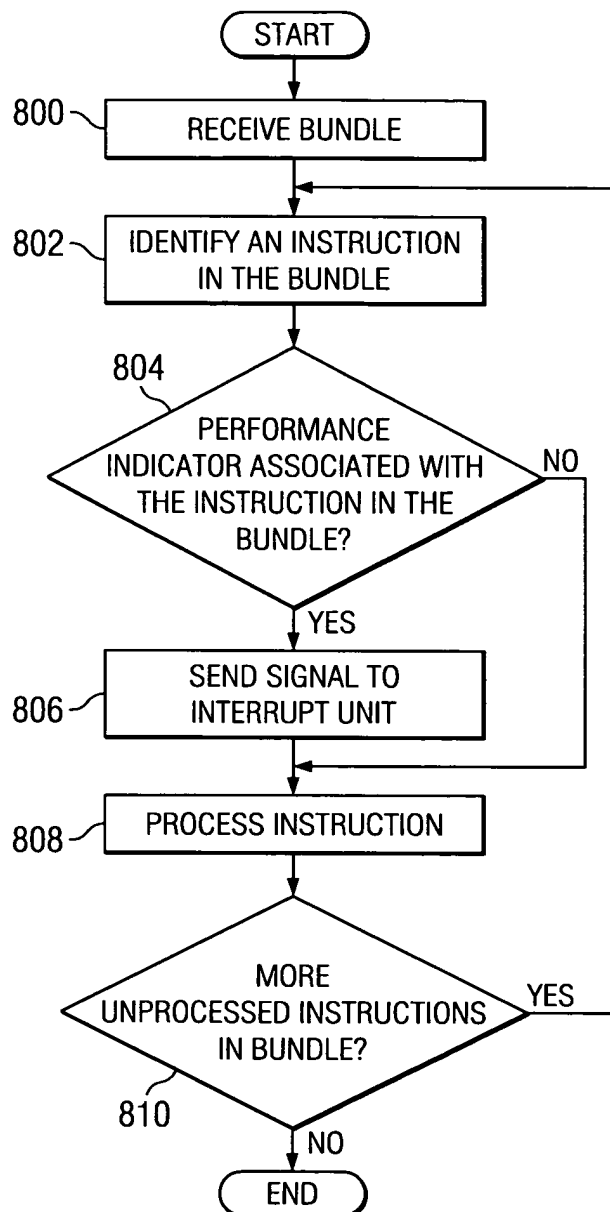 START
800
RECEIVE BUNDLE
802
IDENTIFY AN INSTRUCTION
IN THE BUNDLE
804
PERFORMANCE
INDICATOR ASSOCIATED WITH
THE INSTRUCTION IN THE
BUNDLE?
NO
YES
806
SEND SIGNAL TO
INTERRUPT UNIT
808
PROCESS INSTRUCTION
MORE
UNPROCESSED INSTRUCTIONS
IN BUNDLE?
YES
810
NO
END